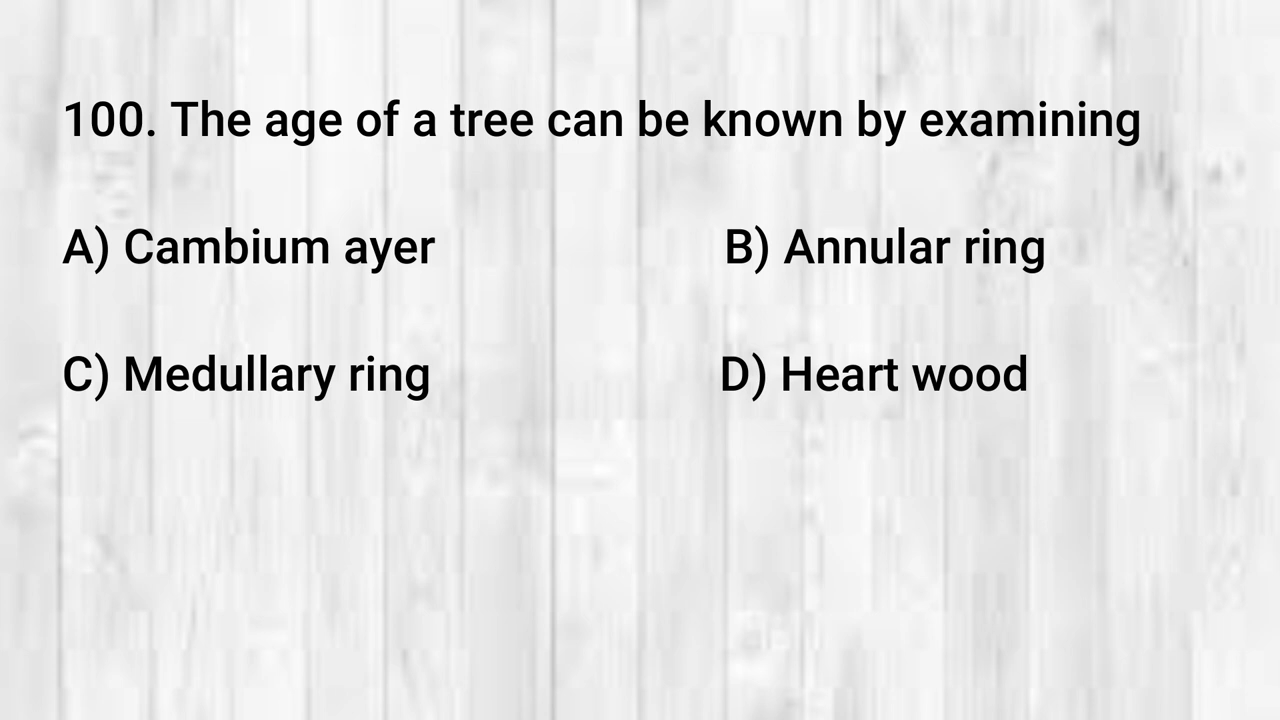 100. The age of a tree can be known by examining
A) Cambium ayer B) Annular ring
C) Medullary ring D) Heart wood